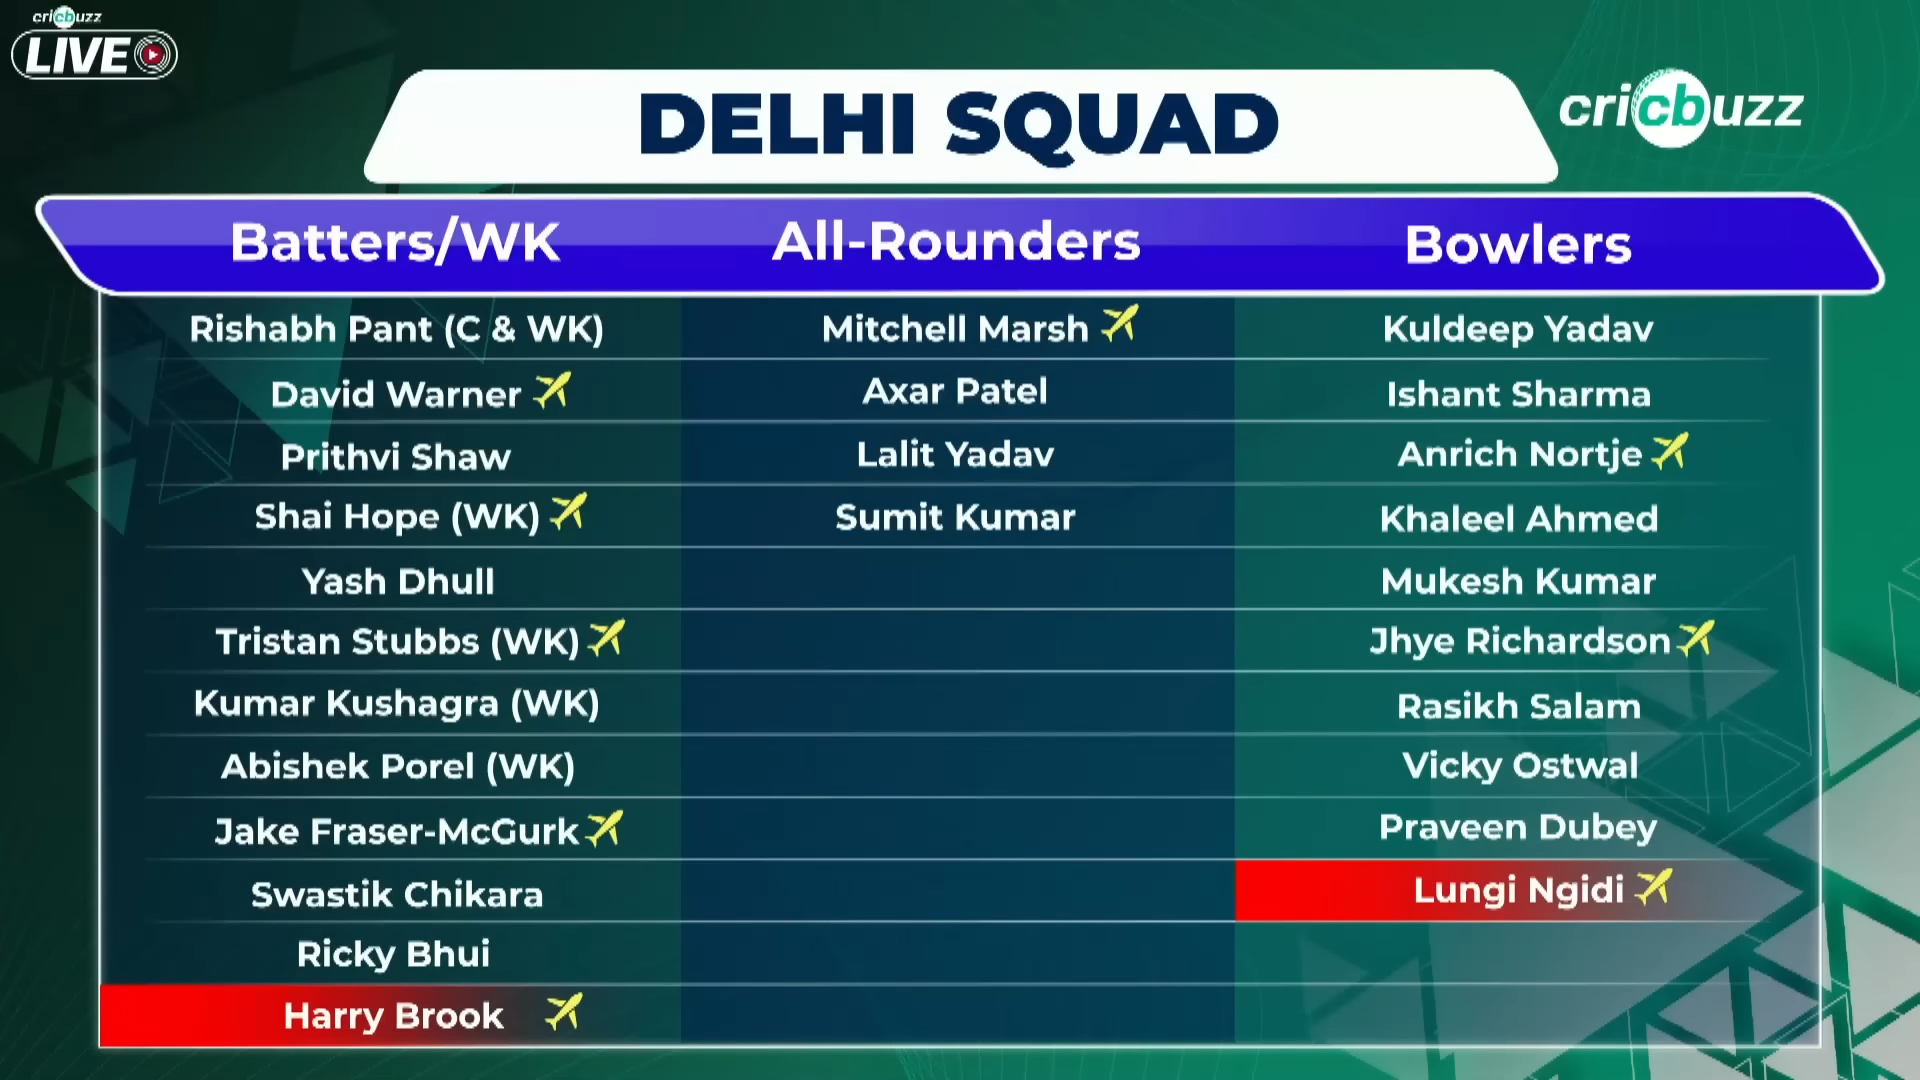 cricbuzz
LIVE
DELHI SQUAD
cricbuzz
Batters/WK
All-Rounders
Bowlers
Rishabh Pant (C & WK)
Mitchell Marsh
Kuldeep Yadav
David Warner
Axar Patel
Ishant Sharma
Prithvi Shaw
Lalit Yadav
Anrich Nortje
Shai Hope (WK)
Sumit Kumar
Khaleel Ahmed
Yash Dhull
Mukesh Kumar
Tristan Stubbs (WK)
Jhye Richardson
Kumar Kushagra (WK)
Rasikh Salam
Abishek Porel (WK)
Vicky Ostwal
Jake Fraser-McGurk
Praveen Dubey
Swastik Chikara
Lungi Ngidi
Ricky Bhui
Harry Brook